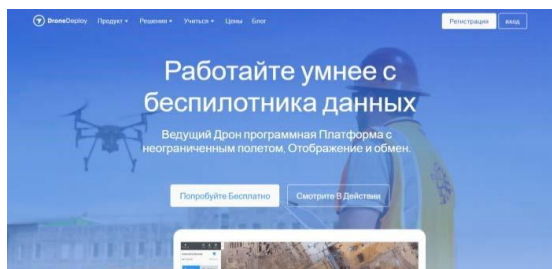 DroneDeploy Продукт Решения Учиться Цены Блог Регистрация вход
Работайте умнее с
беспилотника данных
Ведущий Дрон программная Платформа с
неограниченным полетом, Отображение и обмен.
Попробуйте Бесплатно Смотрите В Действии